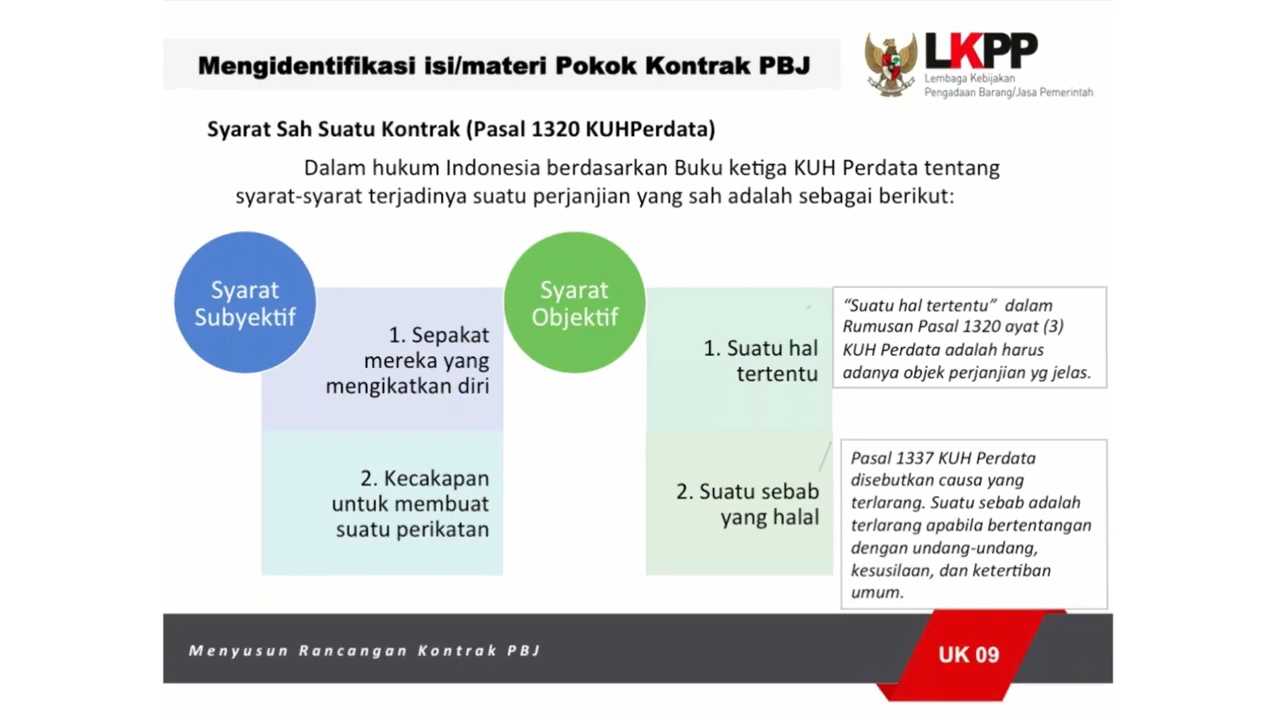 Mengidentifikasi isi/materi Pokok Kontrak PBJ
LKPP
Lembaga Kebijakan
Pengadaan Barang/Jasa Pemerintah
Syarat Sah Suatu Kontrak (Pasal 1320 KUHPerdata)
Dalam hukum Indonesia berdasarkan Buku ketiga KUH Perdata tentang
syarat-syarat terjadinya suatu perjanjian yang sah adalah sebagai berikut:
Syarat
Subyektif
1. Sepakat
mereka yang
mengikatkan diri
2. Kecakapan
untuk membuat
suatu perikatan
Syarat
Objektif
1. Suatu hal
tertentu
2. Suatu sebab
yang halal
“Suatu hal tertentu” dalam
Rumusan Pasal 1320 ayat (3)
KUH Perdata adalah harus
adanya objek perjanjian yg jelas.
Pasal 1337 KUH Perdata
disebutkan causa yang
terlarang. Suatu sebab adalah
terlarang apabila bertentangan
dengan undang-undang,
kesusilaan, dan ketertiban
umum.
Menyusun Rancangan Kontrak PBJ
UK 09